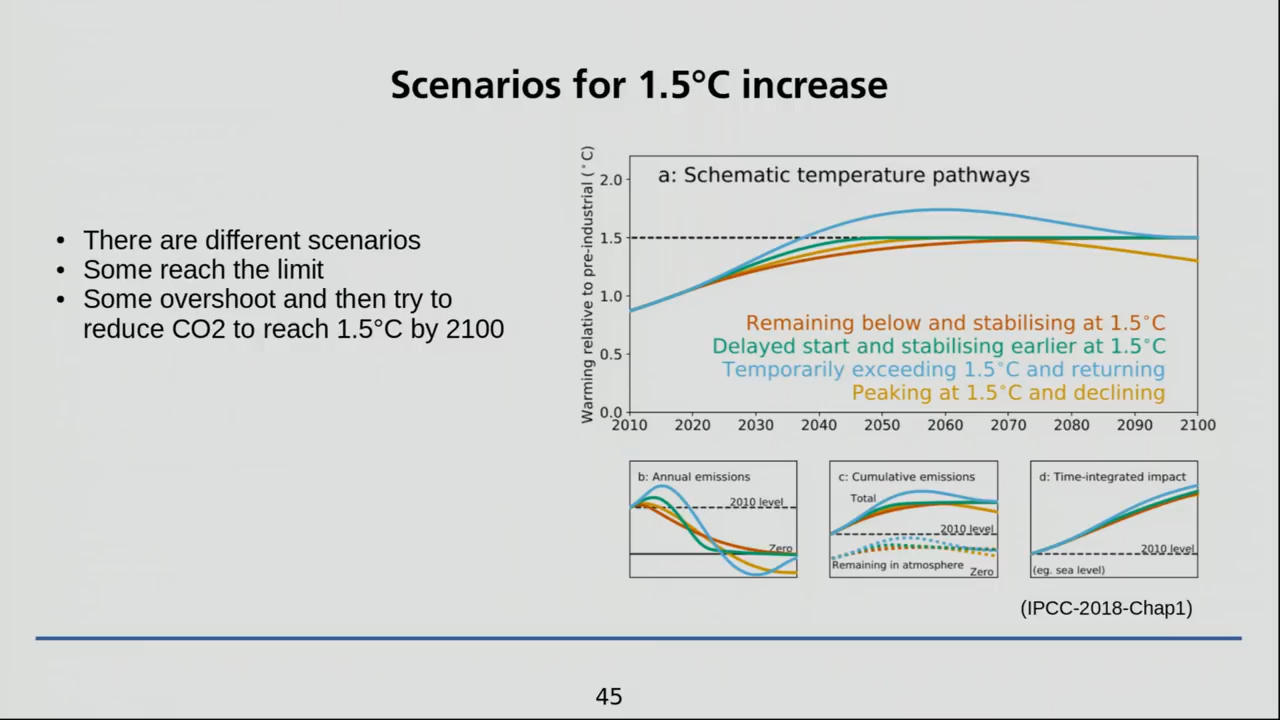 Scenarios for 1.5°C increase
• There are different scenarios
• Some reach the limit
• Some overshoot and then try to
reduce CO2 to reach 1.5°C by 2100
Warming relative to pre-industrial (°C)
a: Schematic temperature pathways
2.0
1.5
1.0
0.5
0.0
Remaining below and stabilising at 1.5°C
Delayed start and stabilising earlier at 1.5°C
Temporarily exceeding 1.5°C and returning
Peaking at 1.5°C and declining
2010 2020 2030 2040 2050 2060 2070 2080 2090 2100
b: Annual emissions
2010 level
Zero
c: Cumulative emissions
Total
2010 level
Remaining in atmosphere
Zero
d: Time-integrated impact
2010 level
(eg. sea level)
(IPCC-2018-Chap1)
45